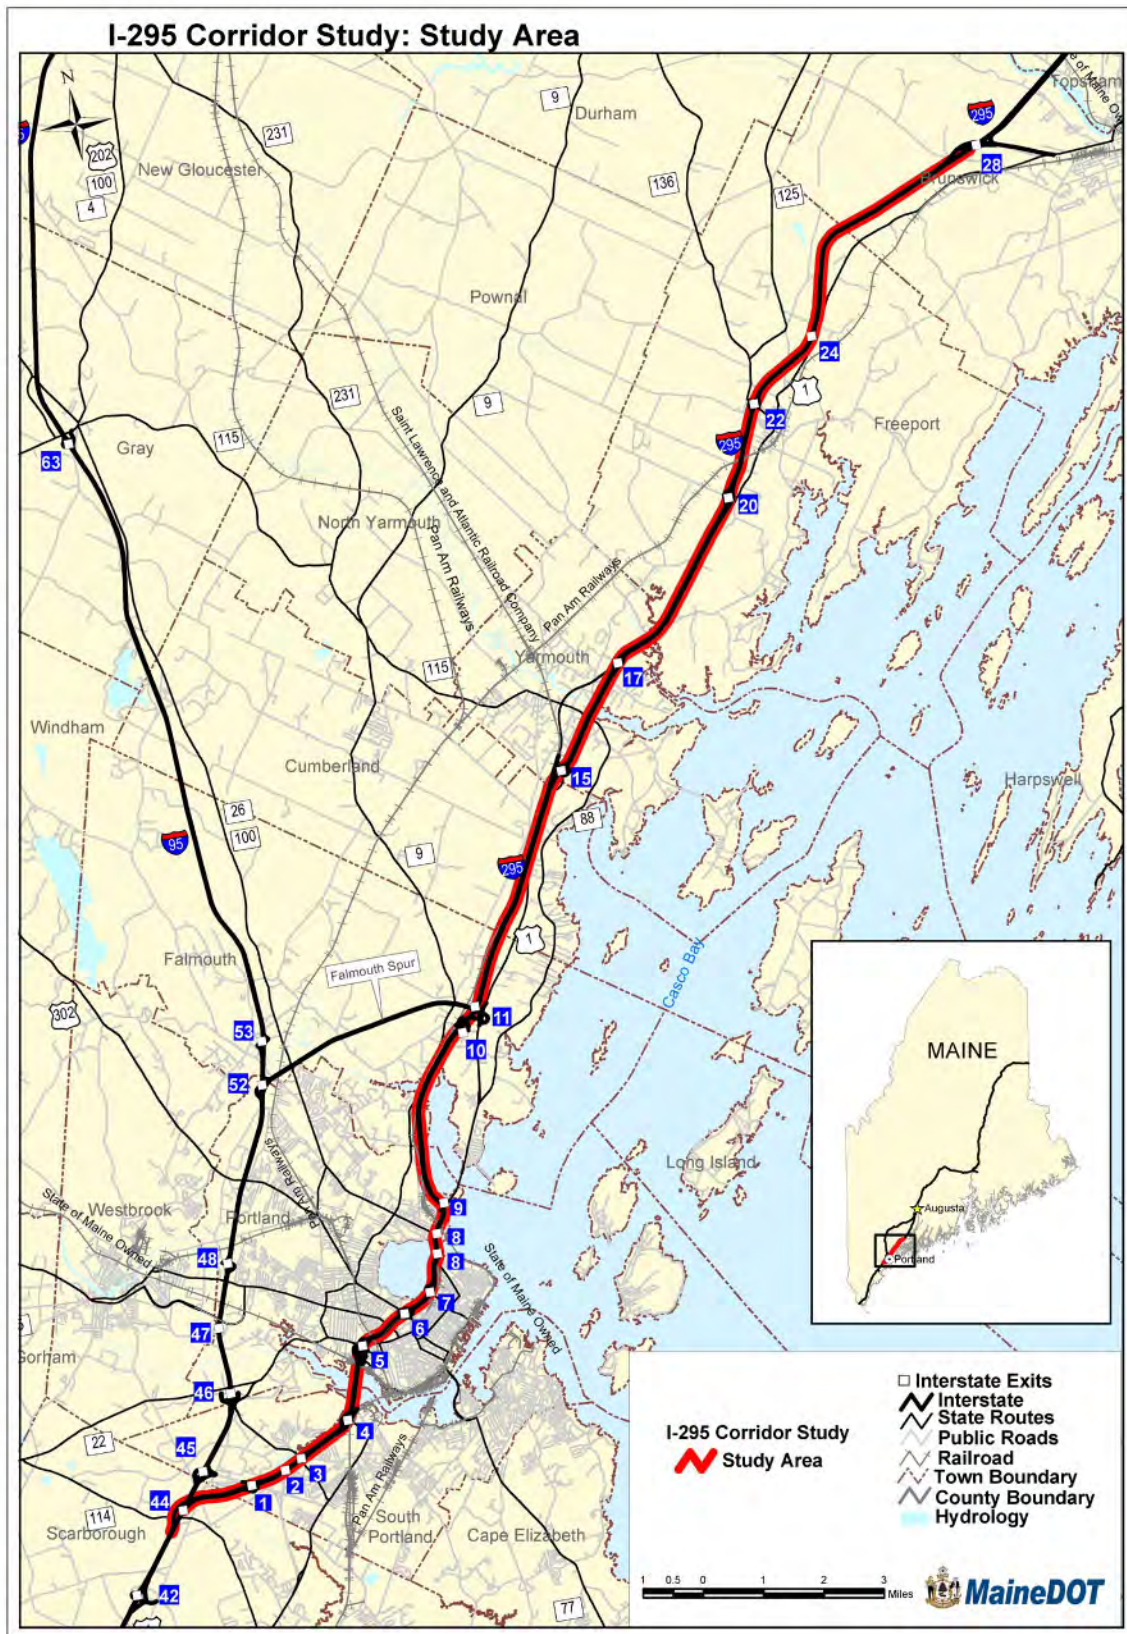 I-295 Corridor Study: Study Area
N
9
Durham
Topsham
295
231
202
100
4
New Gloucester
28
Brunswick
136
125
Pownal
24
1
22
Freeport
231
9
115
Gray
63
295
20
North Yarmouth
Saint Lawrence and Atlantic Railroad Company
Pan Am Railways
Pan Am Railways
Yarmouth
115
17
Windham
Cumberland
15
Harpswell
26
100
88
95
9
295
1
Falmouth
Falmouth Spur
Casco Bay
302
53
11
10
52
MAINE
Pan Am Railways
Long Island
Westbrook
Portland
State of Maine Owned
9
8
8
Augusta
Portland
48
State of Maine Owned
7
6
47
5
Gorham
46
4
22
45
3
2
1
44
114
Scarborough
Pan Am Railways
South
Portland
Cape Elizabeth
42
77
I-295 Corridor Study
Study Area
Interstate Exits
Interstate
State Routes
Public Roads
Railroad
Town Boundary
County Boundary
Hydrology
1 0.5 0 1 2 3
Miles
MaineDOT